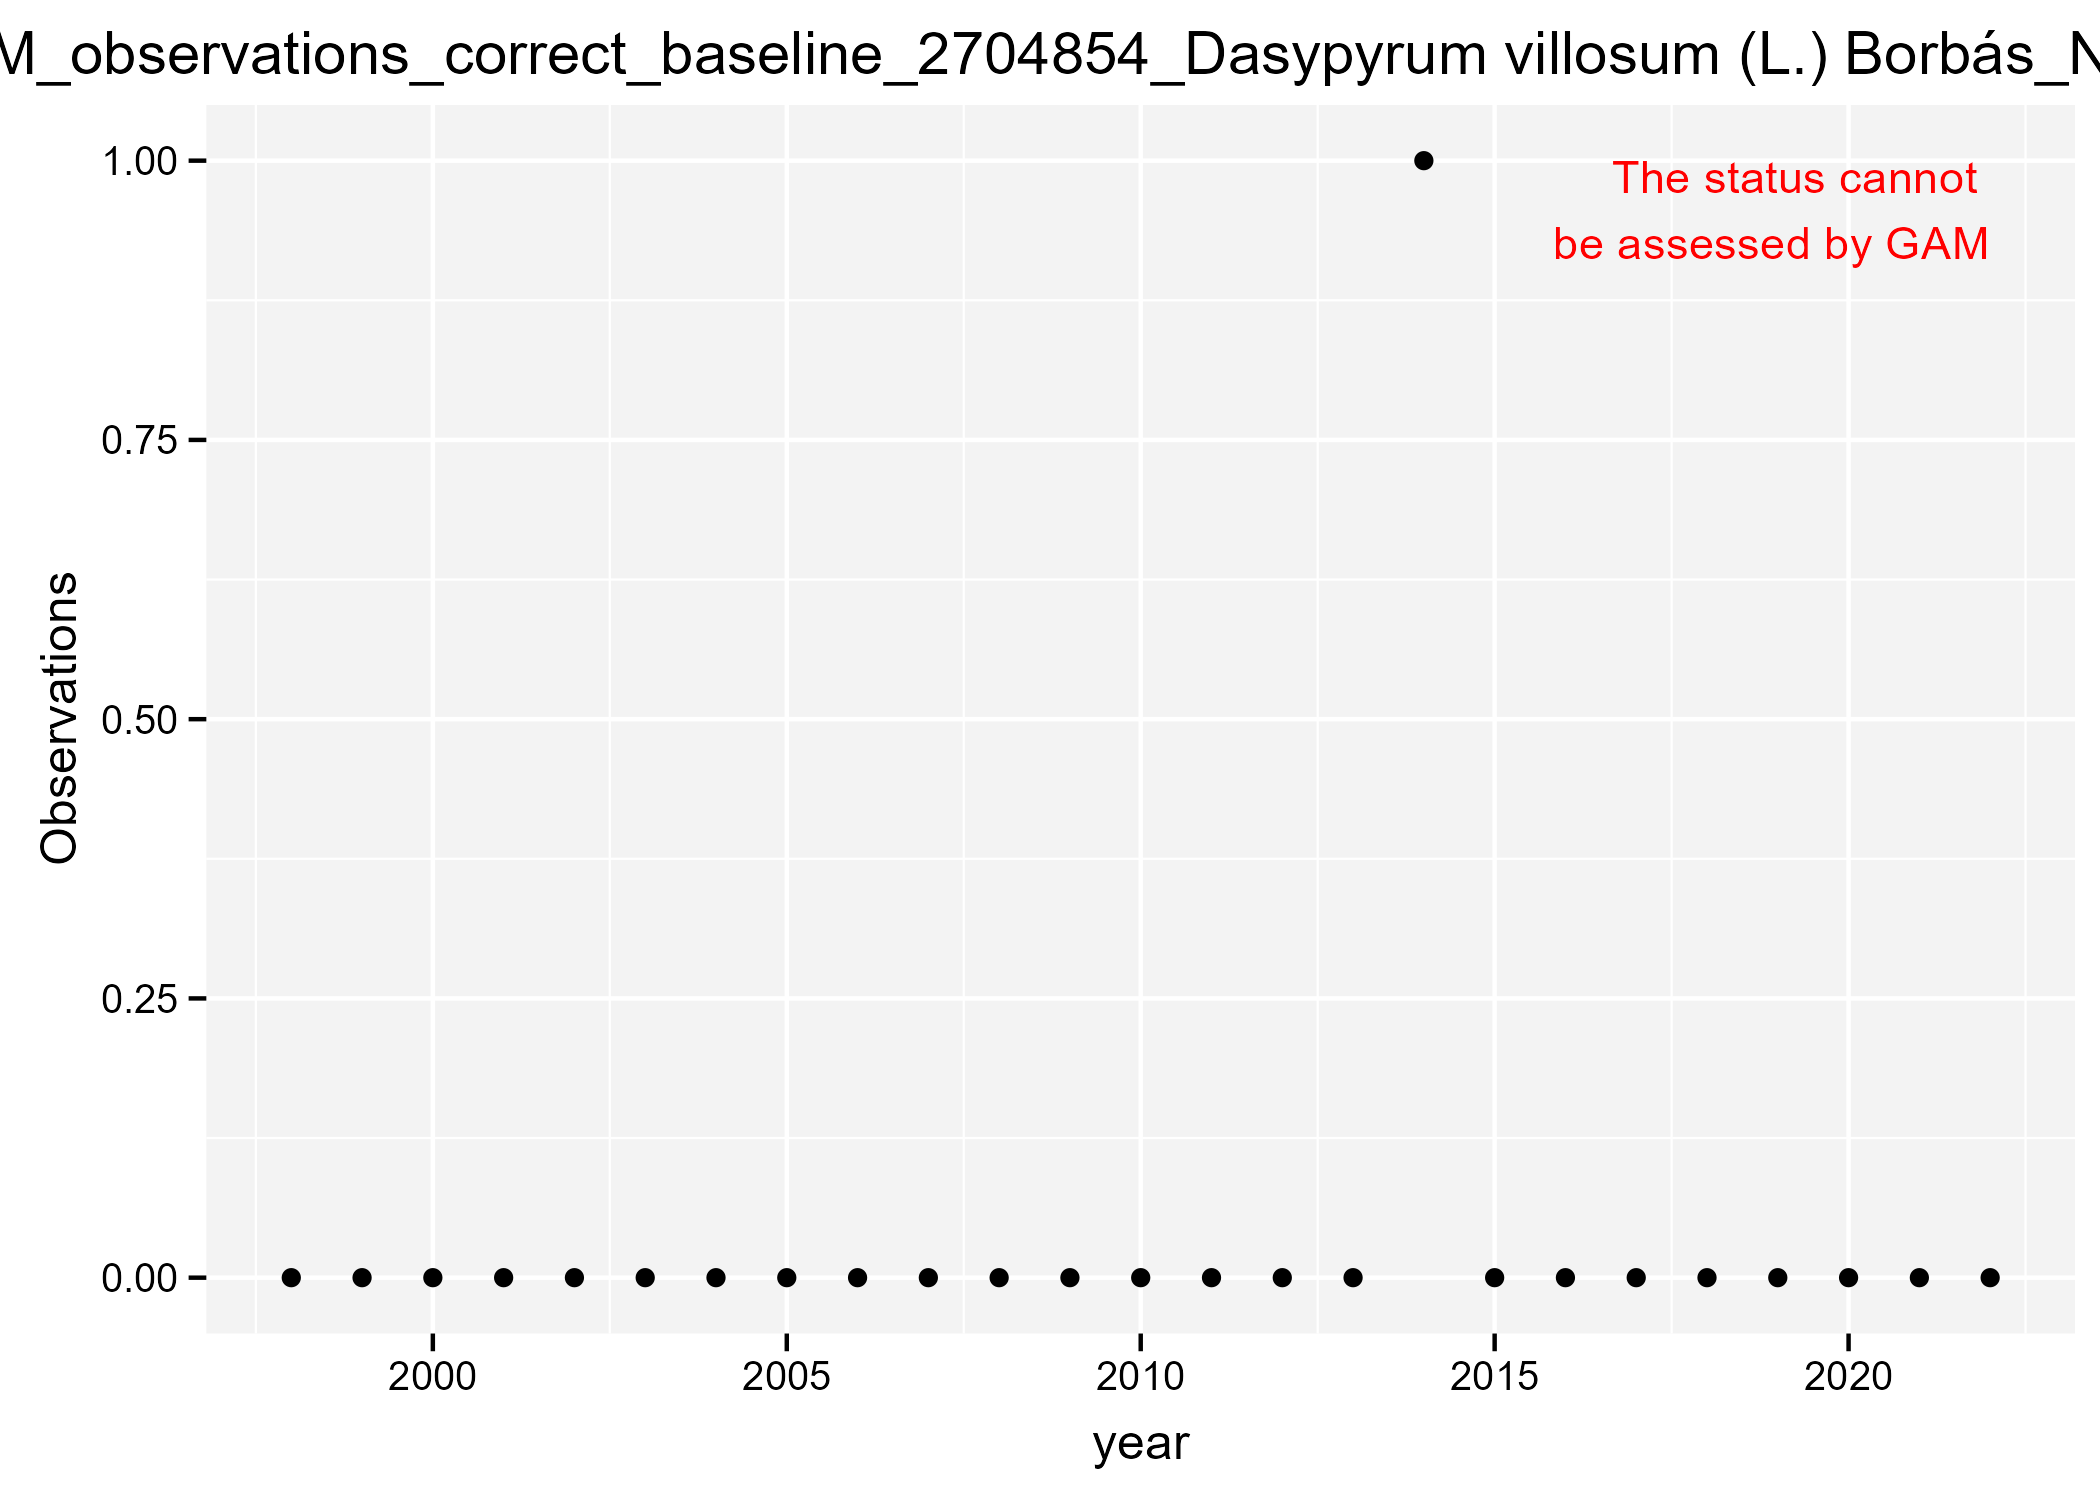 M_observations_correct_baseline_2704854_Dasypyrum villosum (L.) Borbás_N
The status cannot
be assessed by GAM
Observations
1.00
0.75
0.50
0.25
0.00
2000 2005 2010 2015 2020
year